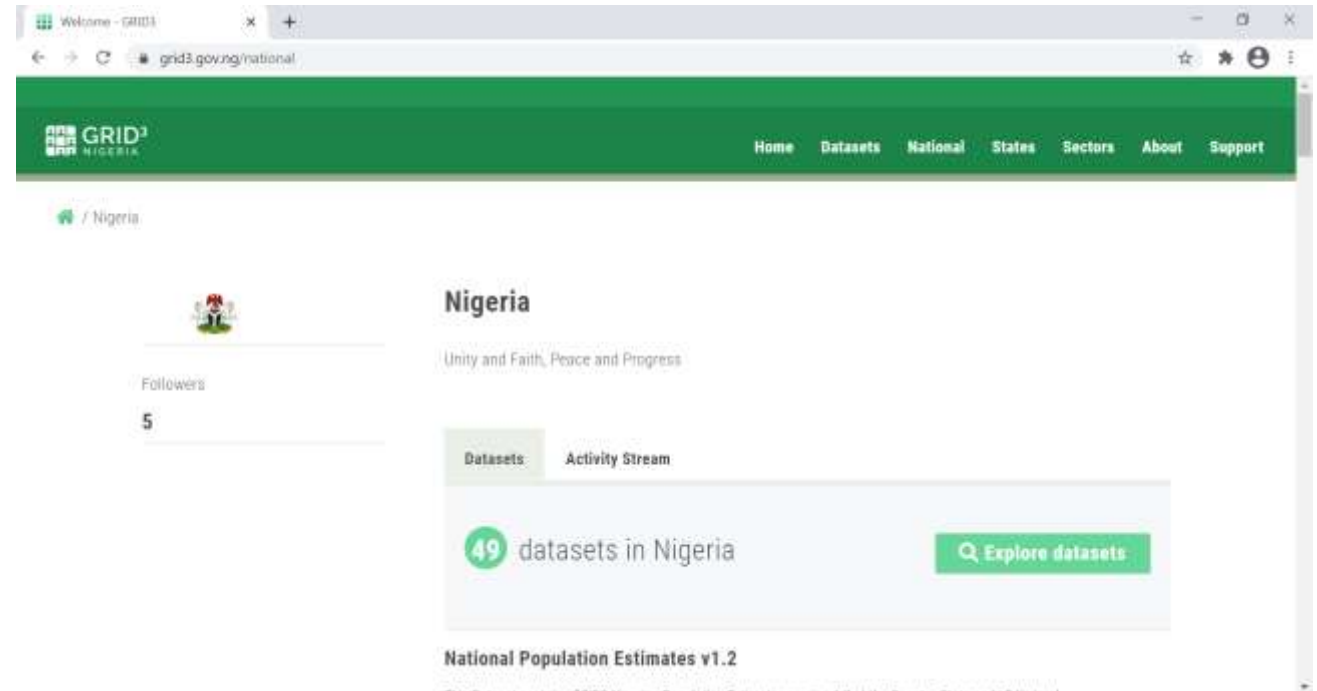 Welcome - GRID3
grid3.gov.ng/national
GRID³
NIGERIA
Home Datasets National States Sectors About Support
/ Nigeria
Nigeria
Unity and Faith, Peace and Progress
Followers
5
Datasets Activity Stream
49 datasets in Nigeria
Explore datasets
National Population Estimates v1.2